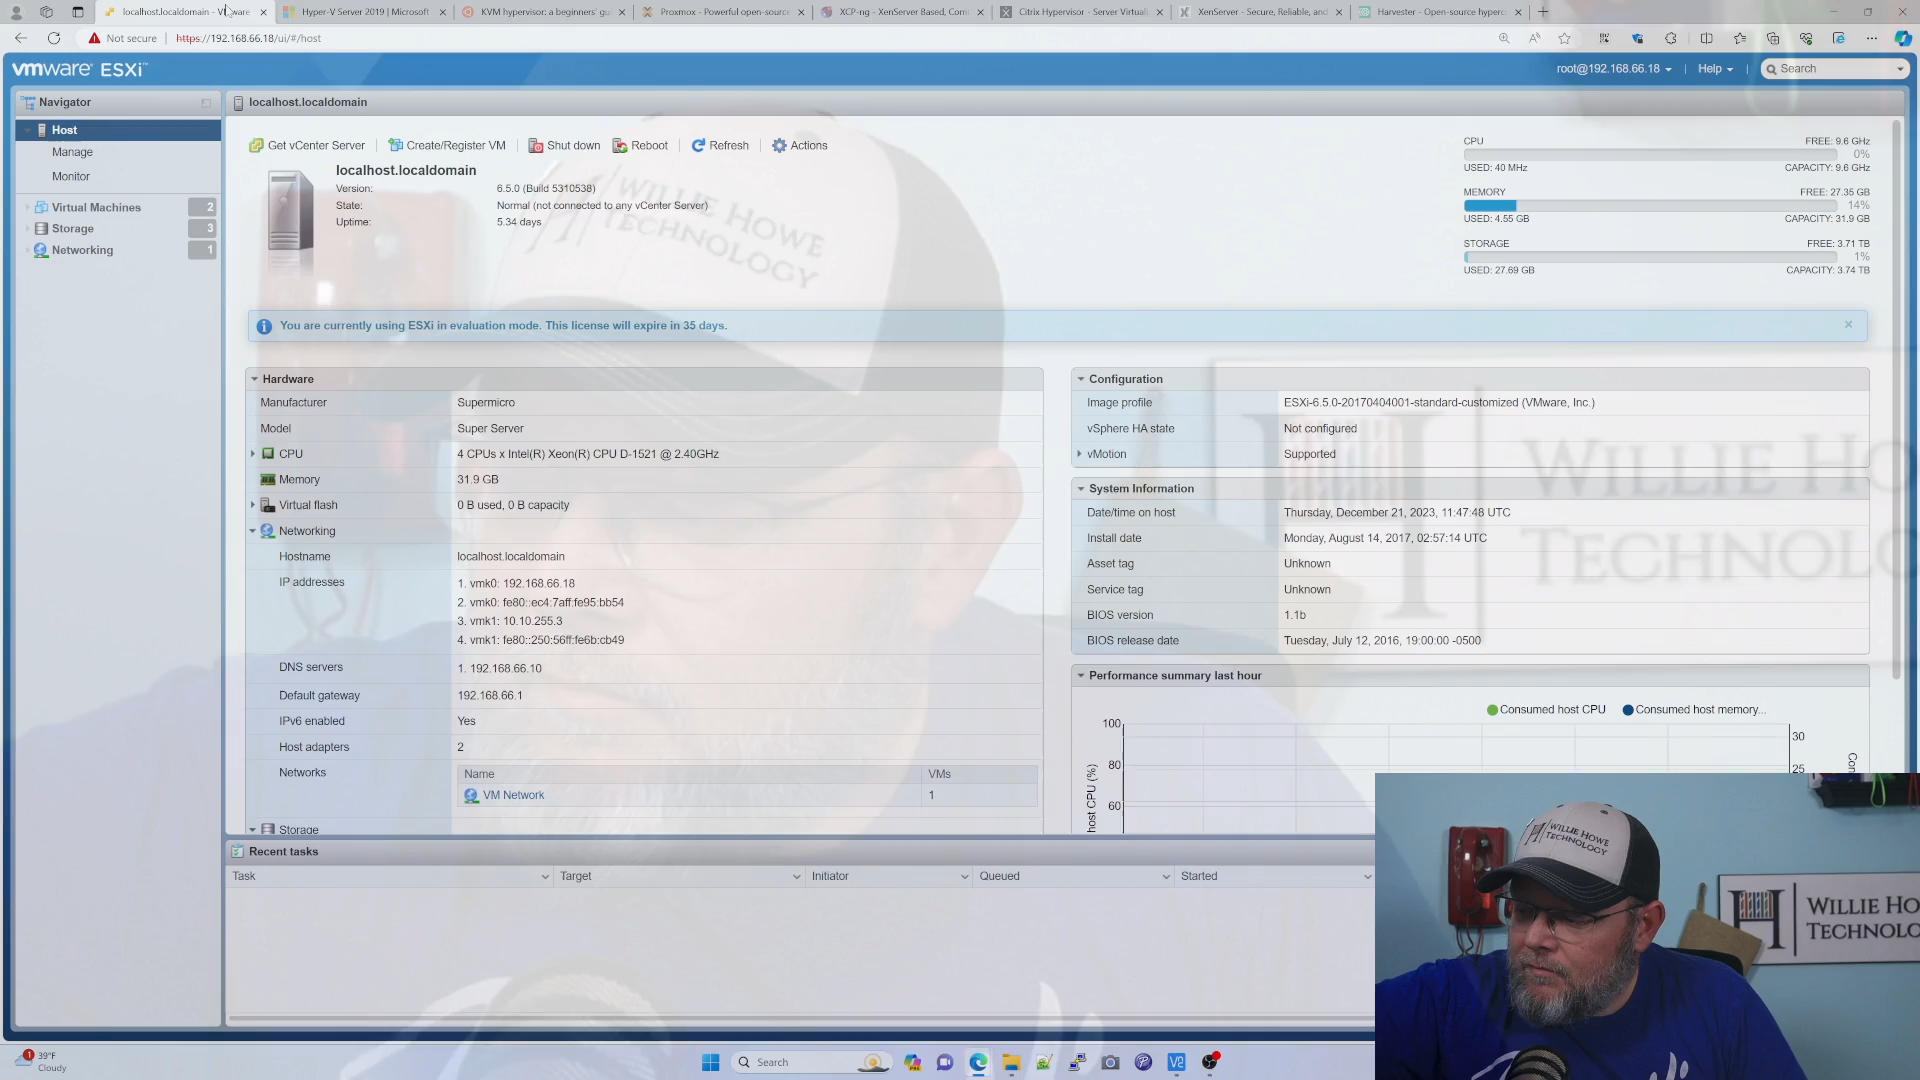 localhost.localdomain - VMware
Hyper-V Server 2019 | Microsoft
KVM hypervisor: a beginners' gu
Proxmox - Powerful open-source
XCP-ng - XenServer Based, Com
Citrix Hypervisor - Server Virtuali
XenServer - Secure, Reliable, and
Harvester - Open-source hyperc
Not secure
https://192.168.66.18/ui/#/host
vmware ESXi
root@192.168.66.18
Help
Search
Navigator
Host
Manage
Monitor
Virtual Machines 2
Storage 3
Networking 1
localhost.localdomain
Get vCenter Server
Create/Register VM
Shut down
Reboot
Refresh
Actions
localhost.localdomain
Version: 6.5.0 (Build 5310538)
State: Normal (not connected to any vCenter Server)
Uptime: 5.34 days
CPU FREE: 9.6 GHz
0%
USED: 40 MHz CAPACITY: 9.6 GHz
MEMORY FREE: 27.35 GB
14%
USED: 4.55 GB CAPACITY: 31.9 GB
STORAGE FREE: 3.71 TB
1%
USED: 27.69 GB CAPACITY: 3.74 TB
You are currently using ESXi in evaluation mode. This license will expire in 35 days.
Hardware
Manufacturer Supermicro
Model Super Server
CPU 4 CPUs x Intel(R) Xeon(R) CPU D-1521 @ 2.40GHz
Memory 31.9 GB
Virtual flash 0 B used, 0 B capacity
Networking
Hostname localhost.localdomain
IP addresses
1. vmk0: 192.168.66.18
2. vmk0: fe80::ec4:7aff:fe95:bb54
3. vmk1: 10.10.255.3
4. vmk1: fe80::250:56ff:fe6b:cb49
DNS servers 1. 192.168.66.10
Default gateway 192.168.66.1
IPv6 enabled Yes
Host adapters 2
Networks
Name VMs
VM Network 1
Storage
Configuration
Image profile ESXi-6.5.0-20170404001-standard-customized (VMware, Inc.)
vSphere HA state Not configured
vMotion Supported
System Information
Date/time on host Thursday, December 21, 2023, 11:47:48 UTC
Install date Monday, August 14, 2017, 02:57:14 UTC
Asset tag Unknown
Service tag Unknown
BIOS version 1.1b
BIOS release date Tuesday, July 12, 2016, 19:00:00 -0500
Performance summary last hour
Consumed host CPU
Consumed host memory...
100
80
60
30
25
host CPU (%)
Con
Recent tasks
Task
Target
Initiator
Queued
Started
WILLIE HOWE
TECHNOLOGY
WILLIE HO
TECHNOLO
WILLIE HOWE
TECHNOLOGY
WILLIE HO
TECHNOLOG
1
39°F
Cloudy
Search